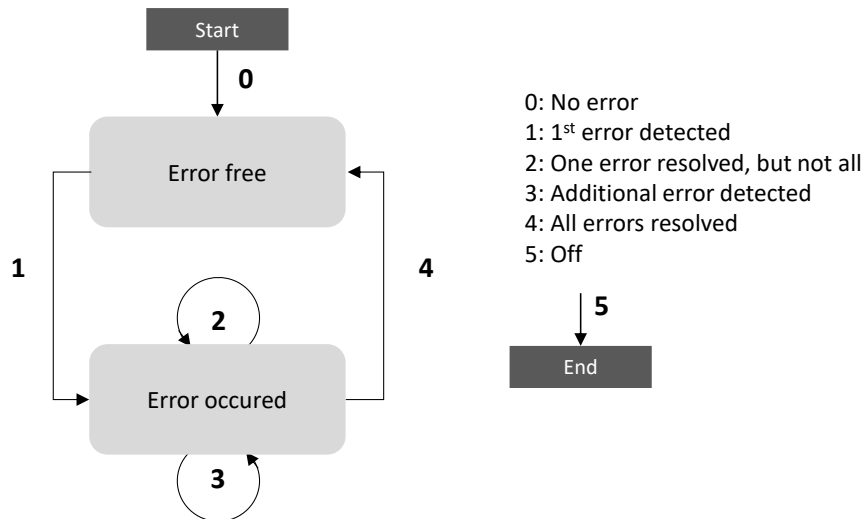 Start
0
Error free
1
4
2
Error occured
3
0: No error
1: 1st error detected
2: One error resolved, but not all
3: Additional error detected
4: All errors resolved
5: Off
5
End